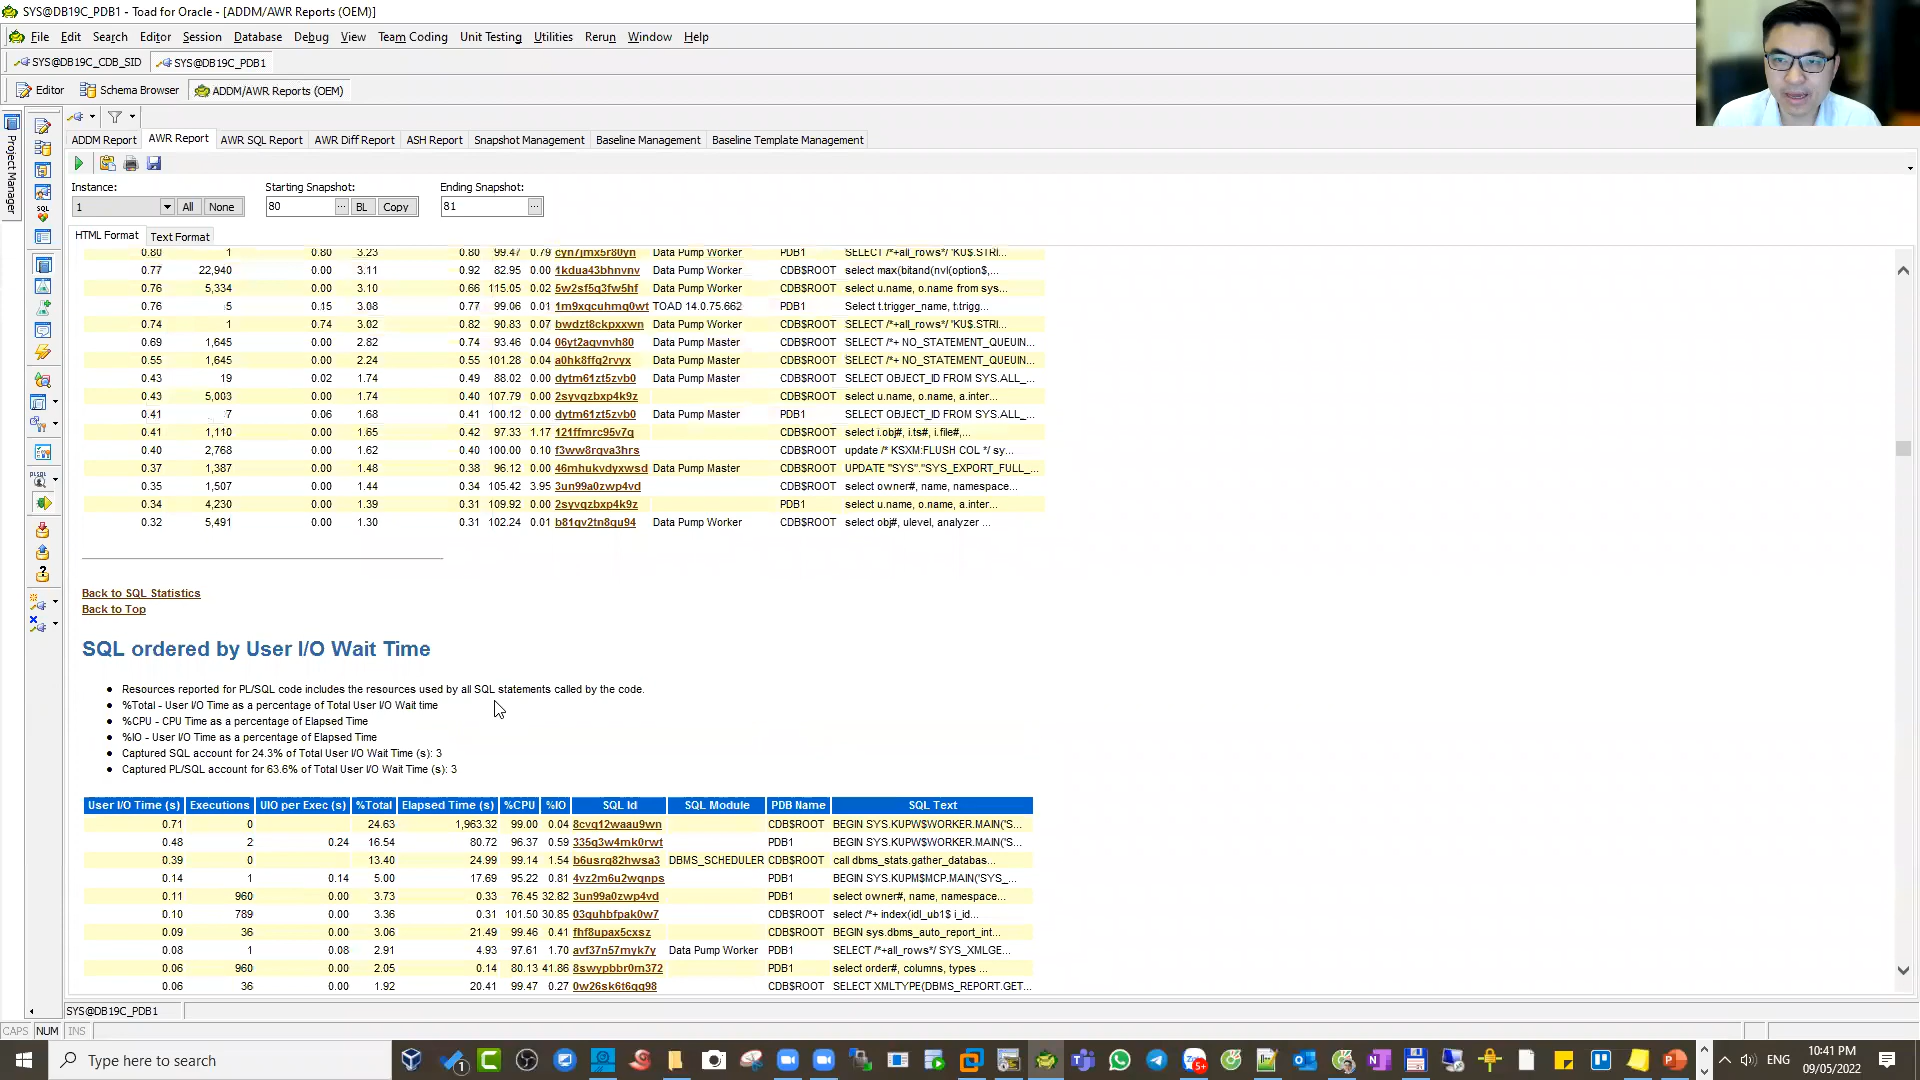 SYS@DB19C_PDB1 - Toad for Oracle - [ADDM/AWR Reports (OEM)]
File Edit Search Editor Session Database Debug View Team Coding Unit Testing Utilities Rerun Window Help
SYS@DB19C_CDB_SID SYS@DB19C_PDB1
Editor Schema Browser ADDM/AWR Reports (OEM)
Project Manager
ADDM Report AWR Report AWR SQL Report AWR Diff Report ASH Report Snapshot Management Baseline Management Baseline Template Management
Instance: Starting Snapshot: Ending Snapshot:
1 All None 80 ... BL Copy 81 ...
HTML Format Text Format
0.80 1 0.80 3.23 0.80 99.47 0.79 cyn7jmx5r80yn Data Pump Worker PDB1 SELECT /*+all_rows*/ 'KU$.STRI...
0.77 22,940 0.00 3.11 0.92 82.95 0.00 1kdua43bhnvnv Data Pump Worker CDB$ROOT select max(bitand(nvl(option$,...
0.76 5,334 0.00 3.10 0.66 115.05 0.02 5w2sf5q3fw5hf Data Pump Worker CDB$ROOT select u.name, o.name from sys...
0.76 5 0.15 3.08 0.77 99.06 0.01 1m9xqcuhmq0wt TOAD 14.0.75.662 PDB1 Select t.trigger_name, t.trigg...
0.74 1 0.74 3.02 0.82 90.83 0.07 bwdzt8ckpxxwn Data Pump Worker CDB$ROOT SELECT /*+all_rows*/ 'KU$.STRI...
0.69 1,645 0.00 2.82 0.74 93.46 0.04 06yt2aqvnvh80 Data Pump Master CDB$ROOT SELECT /*+ NO_STATEMENT_QUEUIN...
0.55 1,645 0.00 2.24 0.55 101.28 0.04 a0hk8ffq2rvyx Data Pump Master CDB$ROOT SELECT /*+ NO_STATEMENT_QUEUIN...
0.43 19 0.02 1.74 0.49 88.02 0.00 dytm61zt5zvb0 Data Pump Master CDB$ROOT SELECT OBJECT_ID FROM SYS.ALL_...
0.43 5,003 0.00 1.74 0.40 107.79 0.00 2syvqzbxp4k9z CDB$ROOT select u.name, o.name, a.inter...
0.41 7 0.06 1.68 0.41 100.12 0.00 dytm61zt5zvb0 Data Pump Master PDB1 SELECT OBJECT_ID FROM SYS.ALL_...
0.41 1,110 0.00 1.65 0.42 97.33 1.17 121ffmrc95v7g CDB$ROOT select i.obj#, i.ts#, i.file#,...
0.40 2,768 0.00 1.62 0.40 100.00 0.10 f3ww8rqva3hrs CDB$ROOT update /* KSXM:FLUSH COL */ sy...
0.37 1,387 0.00 1.48 0.38 96.12 0.00 46mhukvdyxwsd Data Pump Master CDB$ROOT UPDATE "SYS"."SYS_EXPORT_FULL_...
0.35 1,507 0.00 1.44 0.34 105.42 3.95 3un99a0zwp4vd CDB$ROOT select owner#, name, namespace...
0.34 4,230 0.00 1.39 0.31 109.92 0.00 2syvqzbxp4k9z PDB1 select u.name, o.name, a.inter...
0.32 5,491 0.00 1.30 0.31 102.24 0.01 b81qv2tn8qu94 Data Pump Worker CDB$ROOT select obj#, ulevel, analyzer ...
Back to SQL Statistics
Back to Top
SQL ordered by User I/O Wait Time
• Resources reported for PL/SQL code includes the resources used by all SQL statements called by the code.
• %Total - User I/O Time as a percentage of Total User I/O Wait time
• %CPU - CPU Time as a percentage of Elapsed Time
• %IO - User I/O Time as a percentage of Elapsed Time
• Captured SQL account for 24.3% of Total User I/O Wait Time (s): 3
• Captured PL/SQL account for 63.6% of Total User I/O Wait Time (s): 3
User I/O Time (s) Executions UIO per Exec (s) %Total Elapsed Time (s) %CPU %IO SQL Id SQL Module PDB Name SQL Text
0.71 0 24.63 1,963.32 99.00 0.04 8cvq12waau9wn CDB$ROOT BEGIN SYS.KUPW$WORKER.MAIN('S...
0.48 2 0.24 16.54 80.72 96.37 0.59 335q3w4mk0rwt PDB1 BEGIN SYS.KUPW$WORKER.MAIN('S...
0.39 0 13.40 24.99 99.14 1.54 b6usrq82hwsa3 DBMS_SCHEDULER CDB$ROOT call dbms_stats.gather_databas...
0.14 1 0.14 5.00 17.69 95.22 0.81 4vz2m6u2wqnps PDB1 BEGIN SYS.KUPM$MCP.MAIN('SYS_...
0.11 960 0.00 3.73 0.33 76.45 32.82 3un99a0zwp4vd PDB1 select owner#, name, namespace...
0.10 789 0.00 3.36 0.31 101.50 30.85 03guhbfpak0w7 CDB$ROOT select /*+ index(idl_ub1$ i_id...
0.09 36 0.00 3.06 21.49 99.46 0.41 fhf8upax5cxsz CDB$ROOT BEGIN sys.dbms_auto_report_int...
0.08 1 0.08 2.91 4.93 97.61 1.70 avf37n57myk7y Data Pump Worker PDB1 SELECT /*+all_rows*/ SYS_XMLGE...
0.06 960 0.00 2.05 0.14 80.13 41.86 8swypbbr0m372 PDB1 select order#, columns, types ...
0.06 36 0.00 1.92 20.41 99.47 0.27 0w26sk6t6gq98 CDB$ROOT SELECT XMLTYPE(DBMS_REPORT.GET...
SYS@DB19C_PDB1
CAPS NUM INS
Type here to search 1 5+ ENG 10:41 PM
09/05/2022